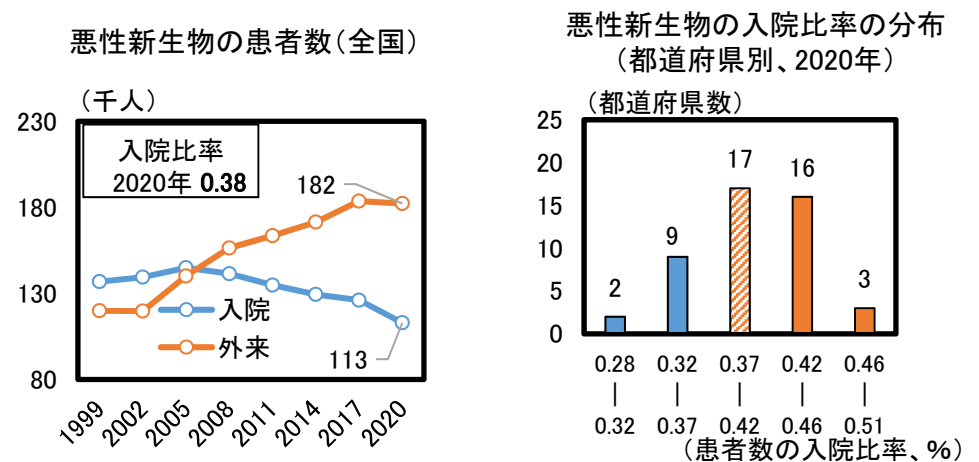 悪性新生物の患者数(全国)
(千人)
230
180
130
80
入院比率
2020年 0.38
182
113
入院
外来
1999
2002
2005
2008
2011
2014
2017
2020
悪性新生物の入院比率の分布
(都道府県別、2020年)
(都道府県数)
25
20
15
10
5
0
2
9
17
16
3
0.28 0.32 0.37 0.42 0.46
| | | | |
0.32 0.37 0.42 0.46 0.51
(患者数の入院比率、%)